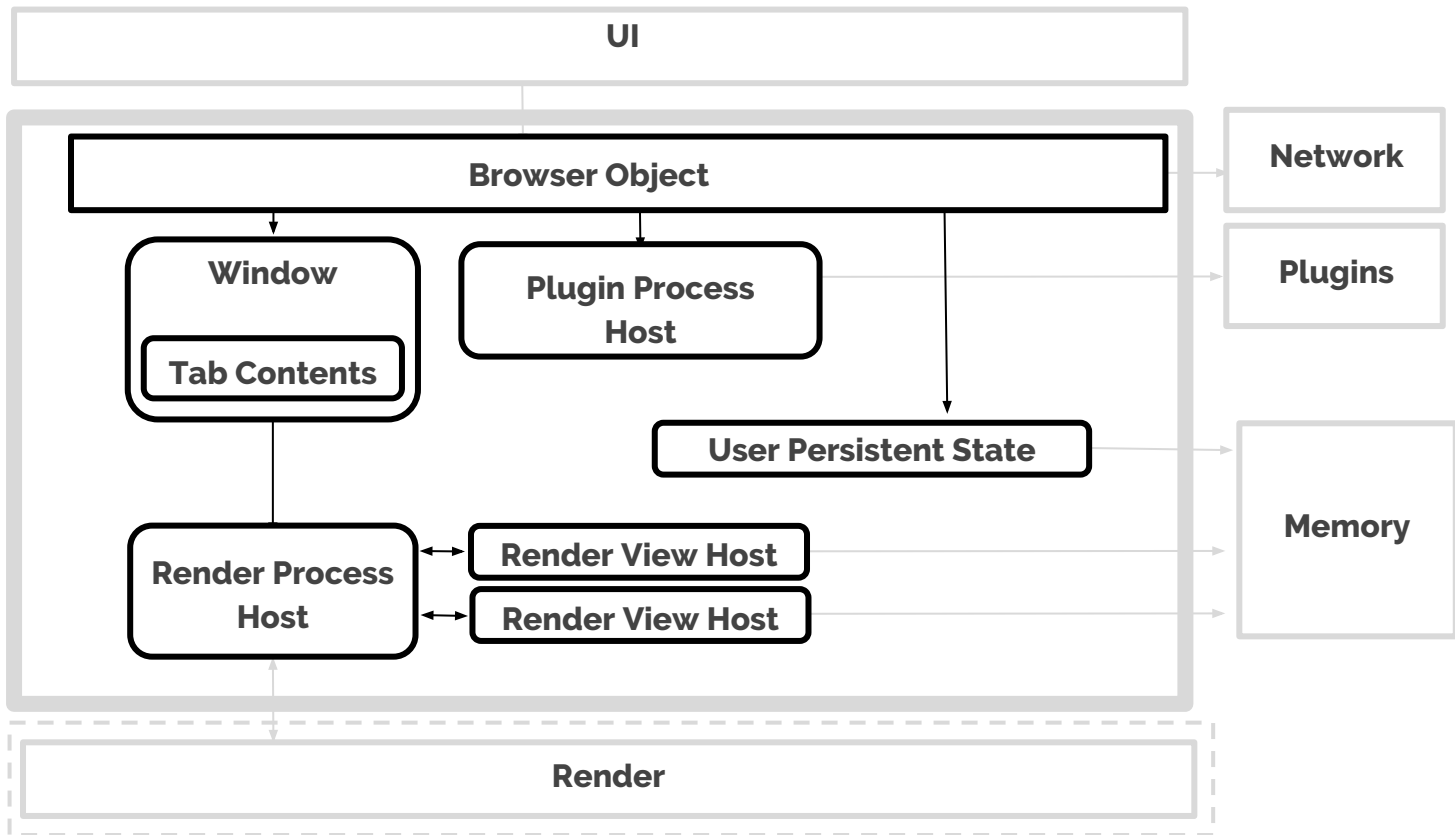 UI
Browser Object
Network
Window
Plugin Process
Host
Plugins
Tab Contents
User Persistent State
Memory
Render Process
Host
Render View Host
Render View Host
Render